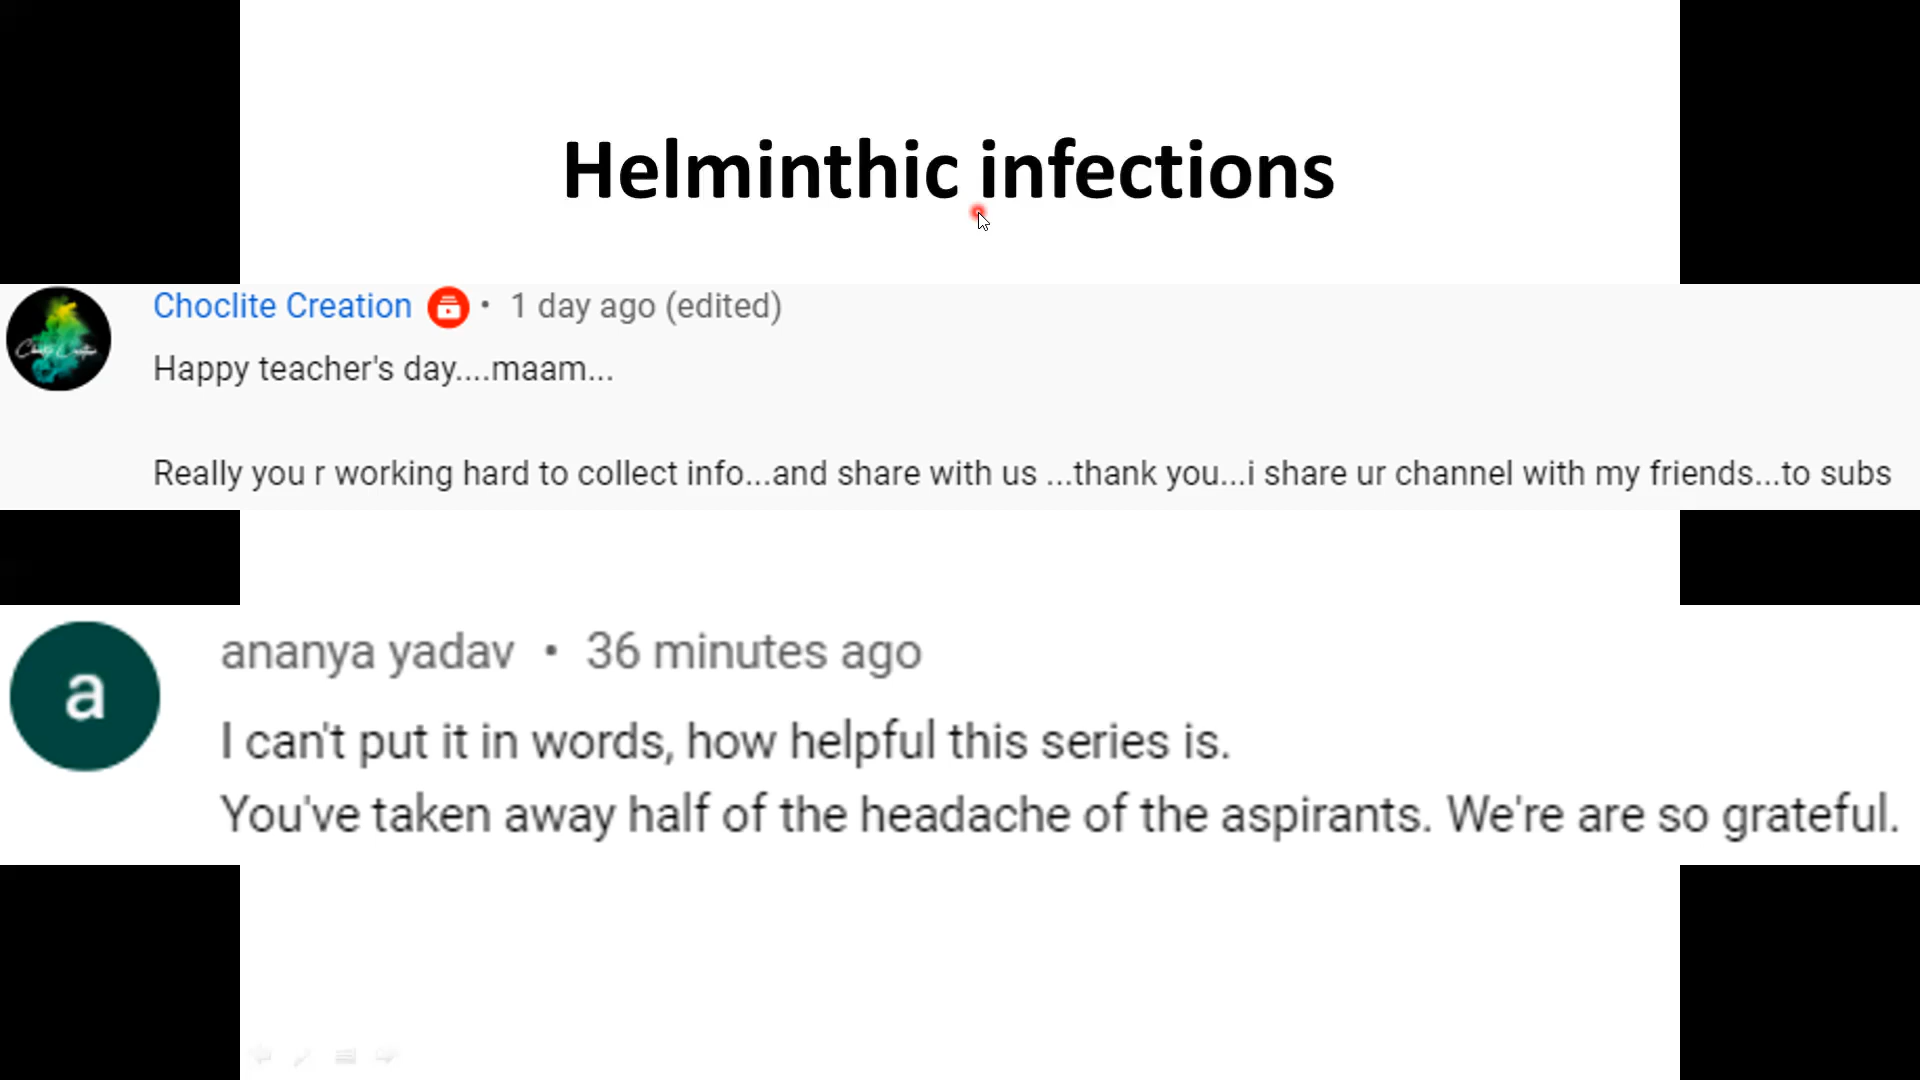 Helminthic infections
Choclite Creation • 1 day ago (edited)
Happy teacher's day....maam...
Really you r working hard to collect info...and share with us ...thank you...i share ur channel with my friends...to subs
a
ananya yadav • 36 minutes ago
I can't put it in words, how helpful this series is.
You've taken away half of the headache of the aspirants. We're are so grateful.